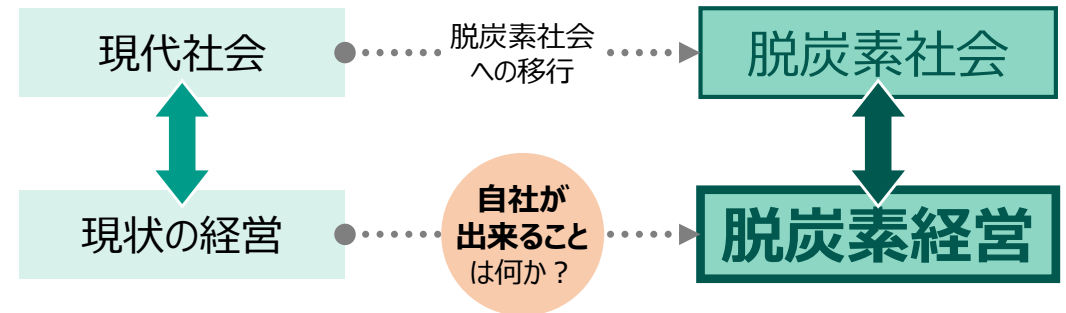 現代社会
脱炭素社会
への移行
脱炭素社会
現状の経営
自社が
出来ること
は何か？
脱炭素経営